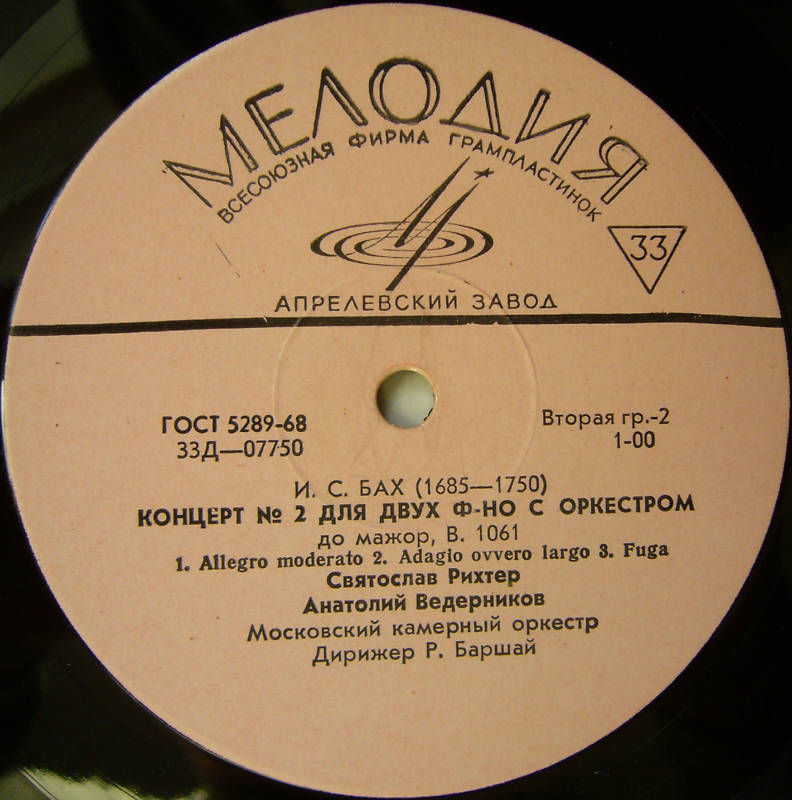 МЕЛОДИЯ
ВСЕСОЮЗНАЯ ФИРМА ГРАМПЛАСТИНОК
33
АПРЕЛЕВСКИЙ ЗАВОД
ГОСТ 5289-68
33Д—07750
Вторая гр.-2
1-00
И. С. БАХ (1685—1750)
КОНЦЕРТ № 2 ДЛЯ ДВУХ Ф-НО С ОРКЕСТРОМ
до мажор, В. 1061
1. Allegro moderato 2. Adagio ovvero largo 3. Fuga
Святослав Рихтер
Анатолий Ведерников
Московский камерный оркестр
Дирижер Р. Баршай